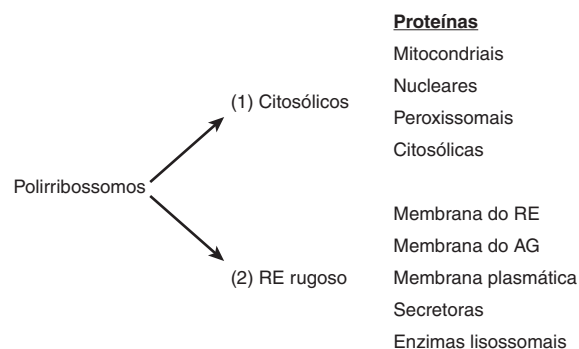 Proteínas
Mitocondriais
Nucleares
(1) Citosólicos
Peroxissomais
Citosólicas
Polirribossomos
Membrana do RE
Membrana do AG
(2) RE rugoso
Membrana plasmática
Secretoras
Enzimas lisossomais